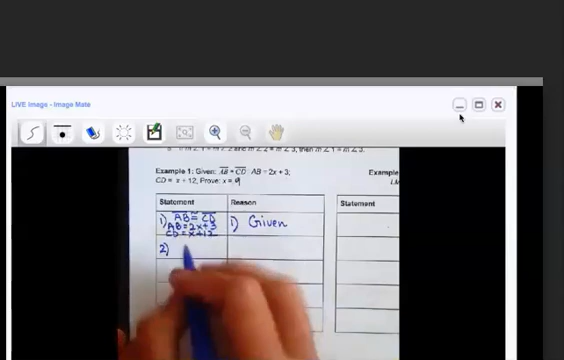 LIVE Image - Image Mate
Example 1: Given: AB ≅ CD AB = 2x + 3;
CD = x + 12, Prove: x = 9
Example
Statement
Reason
Statement
1) AB ≅ CD
AB = 2x+3
CD = x+12
1) Given
2)